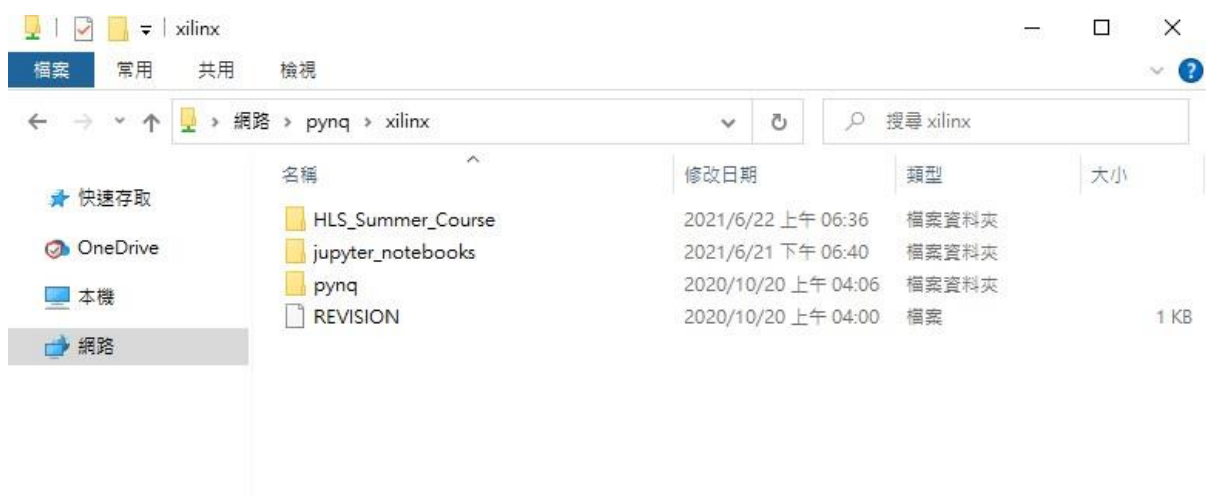 xilinx
檔案 常用 共用 檢視
網路 pynq xilinx 搜尋 xilinx
名稱 修改日期 類型 大小
快速存取
OneDrive
本機
網路
HLS_Summer_Course 2021/6/22 上午 06:36 檔案資料夾
jupyter_notebooks 2021/6/21 下午 06:40 檔案資料夾
pynq 2020/10/20 上午 04:06 檔案資料夾
REVISION 2020/10/20 上午 04:00 檔案 1 KB